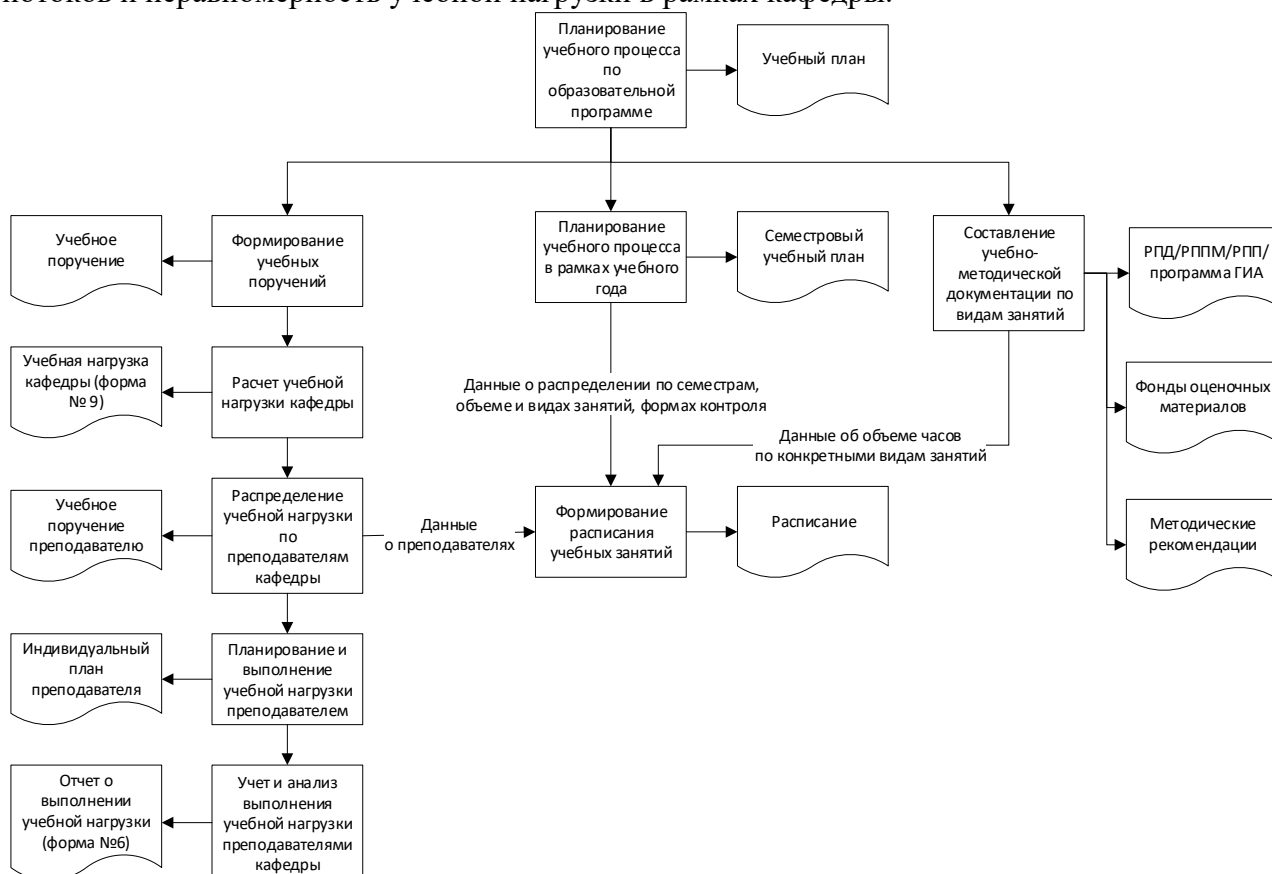 потоков и неравномерность учебной нагрузки в рамках кафедры.
Планирование
учебного процесса
по
образовательной
программе
Учебный план
Учебное
поручение
Формирование
учебных
поручений
Планирование
учебного процесса
в рамках учебного
года
Семестровый
учебный план
Составление
учебно-
методической
документации по
видам занятий
РПД/РППМ/РПП/
программа ГИА
Учебная нагрузка
кафедры (форма
№ 9)
Расчет учебной
нагрузки кафедры
Данные о распределении по семестрам,
объеме и видах занятий, формах контроля
Фонды оценочных
материалов
Данные об объеме часов
по конкретными видам занятий
Учебное
поручение
преподавателю
Распределение
учебной нагрузки
по
преподавателям
кафедры
Данные
о преподавателях
Формирование
расписания
учебных занятий
Расписание
Методические
рекомендации
Индивидуальный
план
преподавателя
Планирование и
выполнение
учебной нагрузки
преподавателем
Отчет о
выполнении
учебной нагрузки
(форма №6)
Учет и анализ
выполнения
учебной нагрузки
преподавателями
кафедры